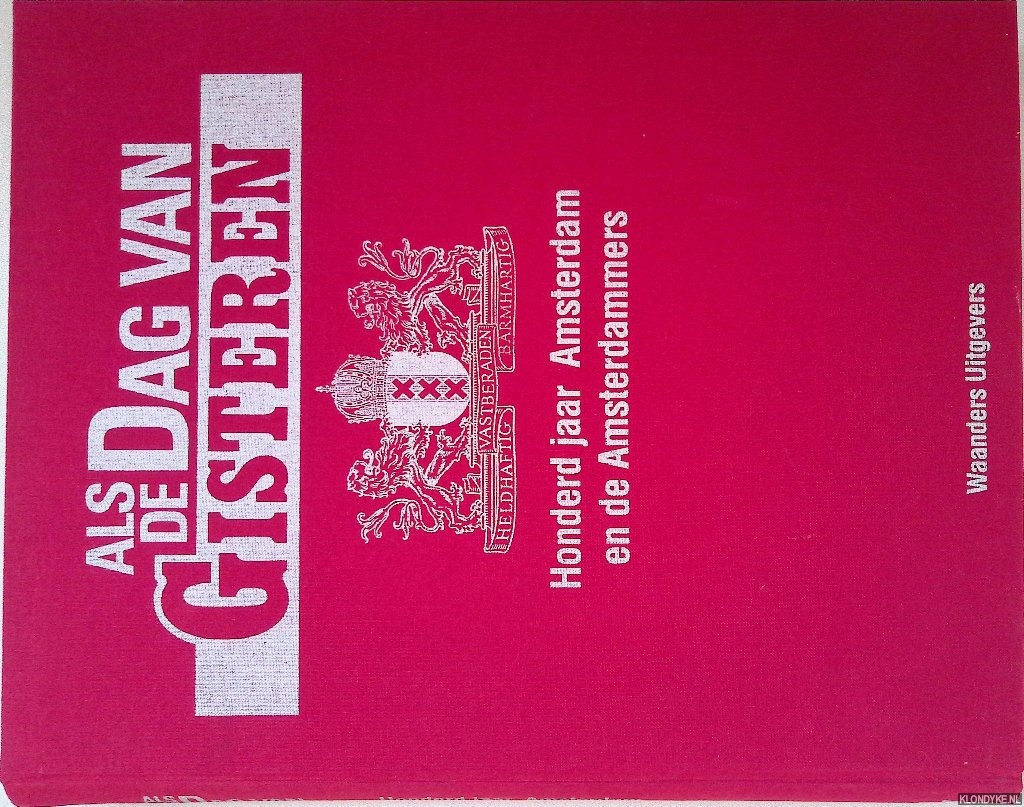 ALS
DE DAG VAN
GISTEREN
HELDHAFTIG VASTBERADEN BARMHARTIG
Honderd jaar Amsterdam
en de Amsterdammers
Waanders Uitgevers
KLONDYKE.NL